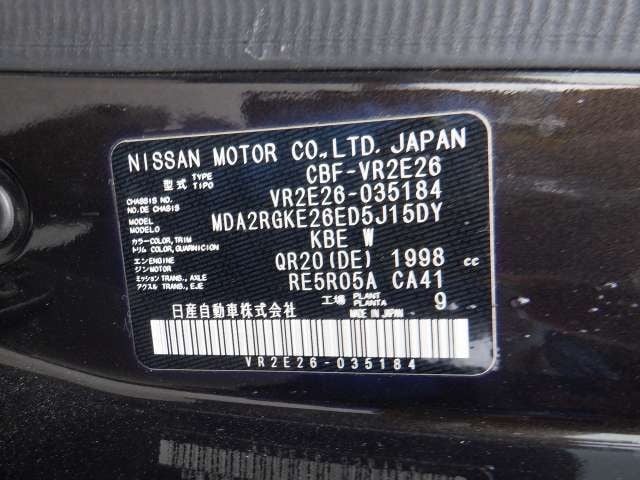 NISSAN MOTOR CO.,LTD. JAPAN
型式 TYPE TIPO CBF-VR2E26
CHASSIS NO. NO. DE CHASSIS VR2E26-035184
MODEL MODELO MDA2RGKE26ED5J15DY
カラー COLOR,TRIM トリム COLOR,GUARNICION KBE W
エンジン ENGINE MOTOR QR20(DE) 1998 cc
ミッション TRANS., AXLE アクスル TRANS., EJE RE5R05A CA41
工場 PLANT PLANTA 9
日産自動車株式会社 MADE IN JAPAN
VR2E26-035184